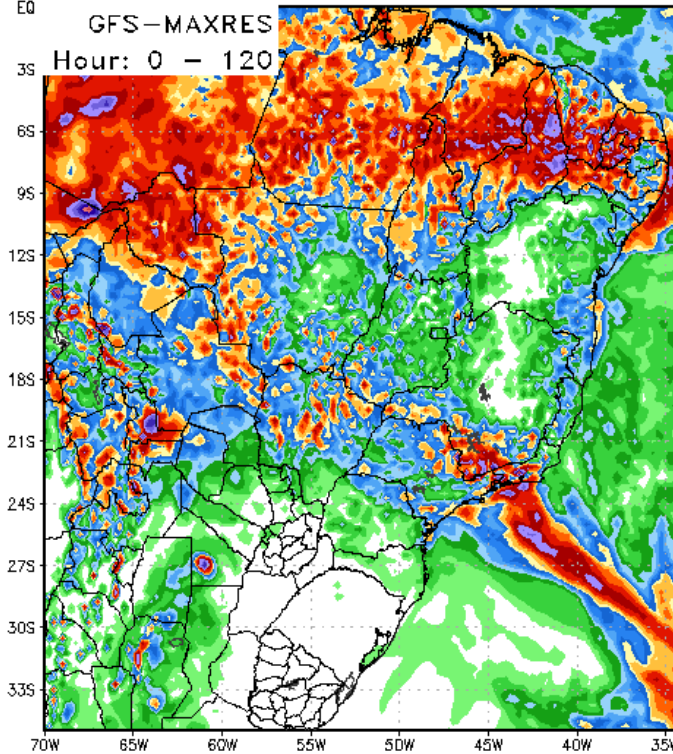 EQ
GFS–MAXRES
Hour: 0 – 120
3S
6S
9S
12S
15S
18S
21S
24S
27S
30S
33S
70W 65W 60W 55W 50W 45W 40W 35W